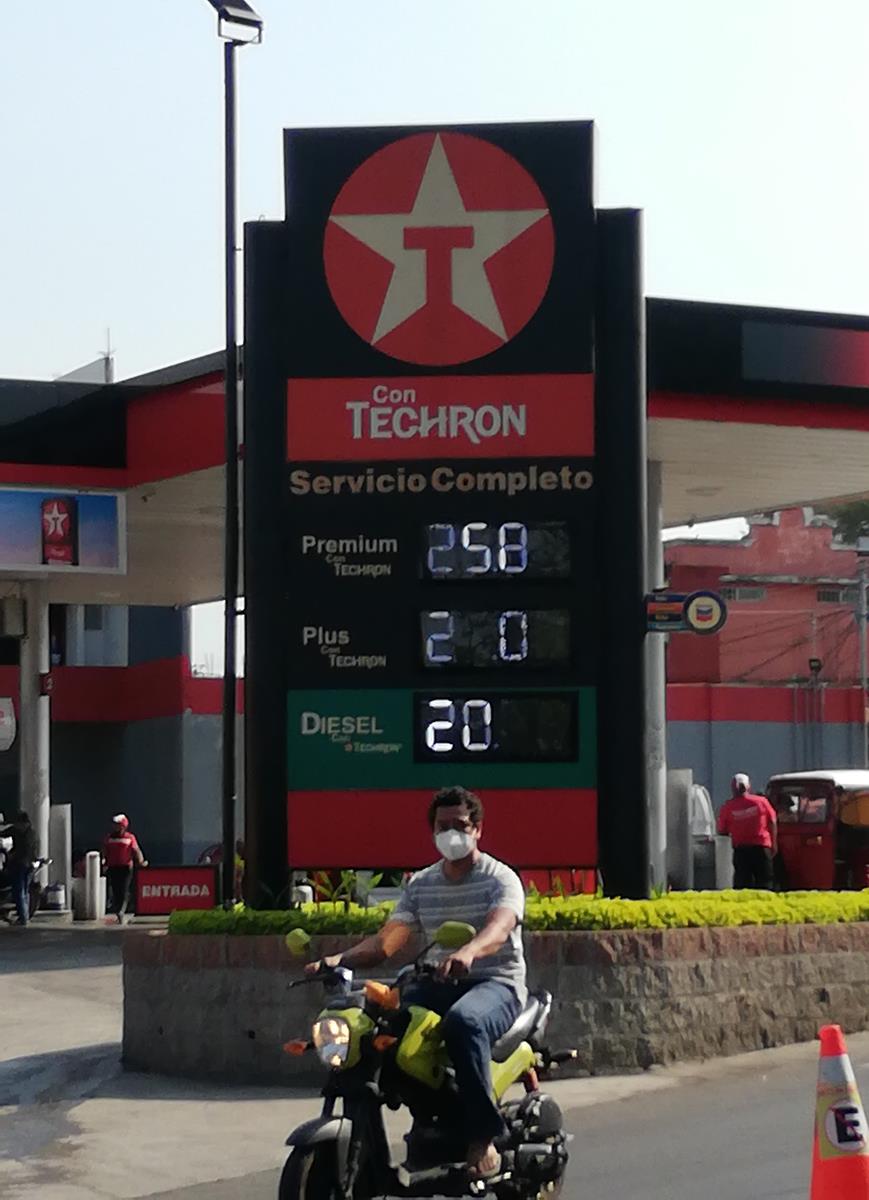 T
Con
TECHRON
Servicio Completo
Premium 258
Con
TECHRON
Plus 2 0
Con
TECHRON
DIESEL 20
Con
TECHRON
ENTRADA
E